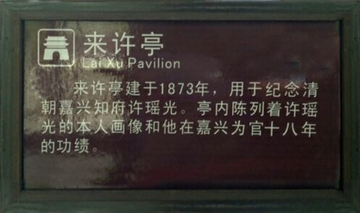 来许亭
Lai Xu Pavilion
来许亭建于1873年，用于纪念清
朝嘉兴知府许瑶光。亭内陈列着许瑶
光的本人画像和他在嘉兴为官十八年
的功绩。